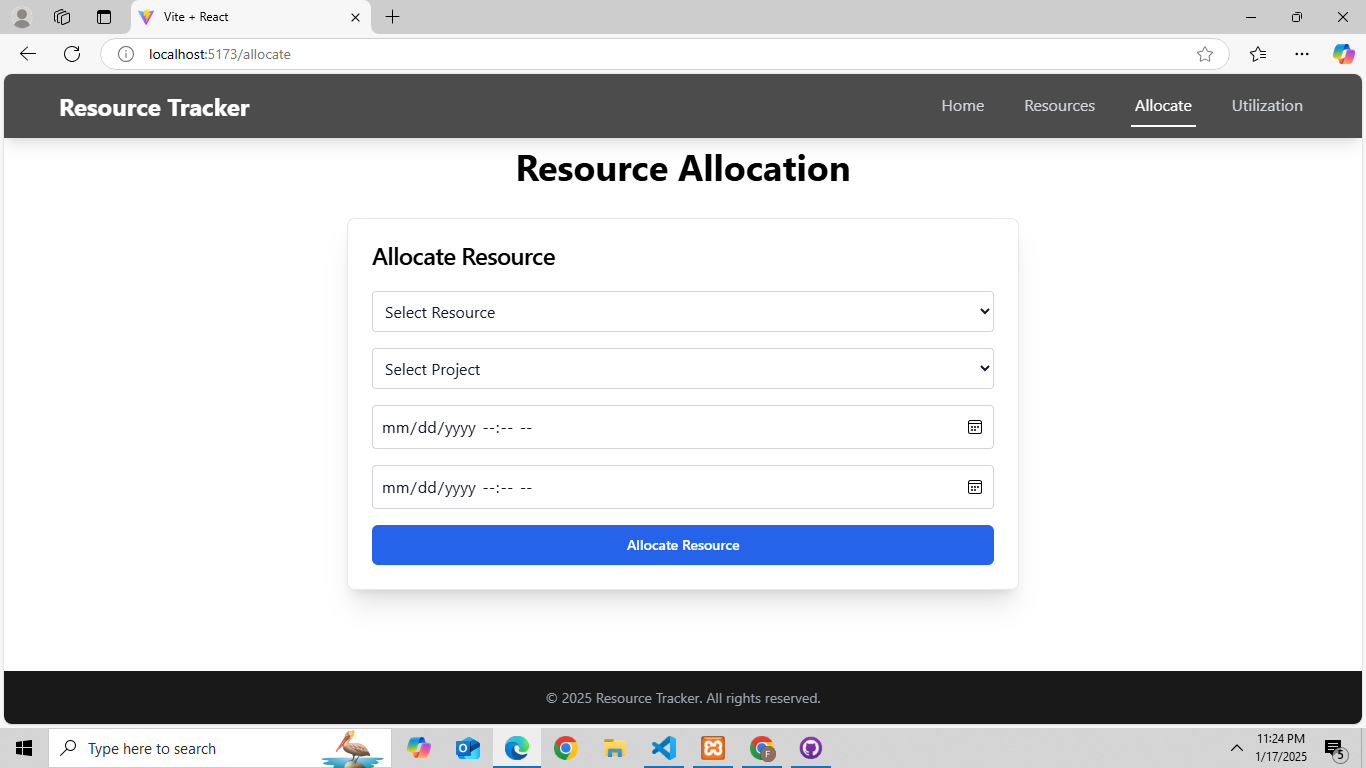 Vite + React
localhost:5173/allocate
Resource Tracker
Home Resources Allocate Utilization
Resource Allocation
Allocate Resource
Select Resource
Select Project
mm/dd/yyyy --:-- --
mm/dd/yyyy --:-- --
Allocate Resource
© 2025 Resource Tracker. All rights reserved.
Type here to search
F
11:24 PM
1/17/2025
5